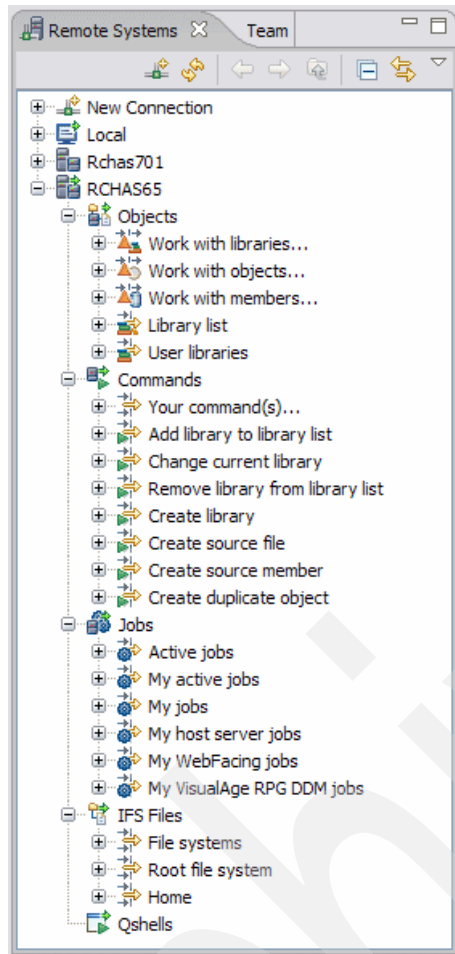 Remote Systems Team
New Connection
Local
Rchas701
RCHAS65
Objects
Work with libraries...
Work with objects...
Work with members...
Library list
User libraries
Commands
Your command(s)...
Add library to library list
Change current library
Remove library from library list
Create library
Create source file
Create source member
Create duplicate object
Jobs
Active jobs
My active jobs
My jobs
My host server jobs
My WebFacing jobs
My VisualAge RPG DDM jobs
IFS Files
File systems
Root file system
Home
Qshells